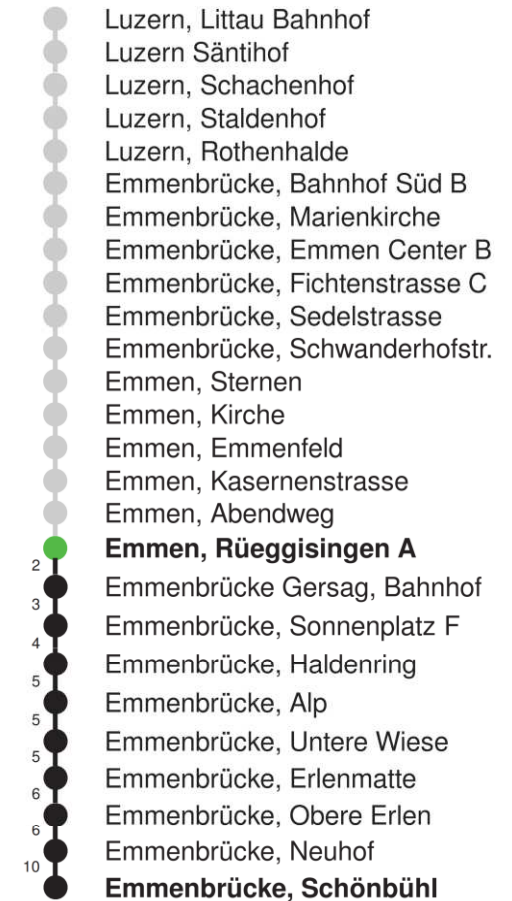 Luzern, Littau Bahnhof
Luzern Säntihof
Luzern, Schachenhof
Luzern, Staldenhof
Luzern, Rothenhalde
Emmenbrücke, Bahnhof Süd B
Emmenbrücke, Marienkirche
Emmenbrücke, Emmen Center B
Emmenbrücke, Fichtenstrasse C
Emmenbrücke, Sedelstrasse
Emmenbrücke, Schwanderhofstr.
Emmen, Sternen
Emmen, Kirche
Emmen, Emmenfeld
Emmen, Kasernenstrasse
Emmen, Abendweg
Emmen, Rüeggisingen A
2
Emmenbrücke Gersag, Bahnhof
3
Emmenbrücke, Sonnenplatz F
4
Emmenbrücke, Haldenring
5
Emmenbrücke, Alp
5
Emmenbrücke, Untere Wiese
5
Emmenbrücke, Erlenmatte
6
Emmenbrücke, Obere Erlen
6
Emmenbrücke, Neuhof
10
Emmenbrücke, Schönbühl